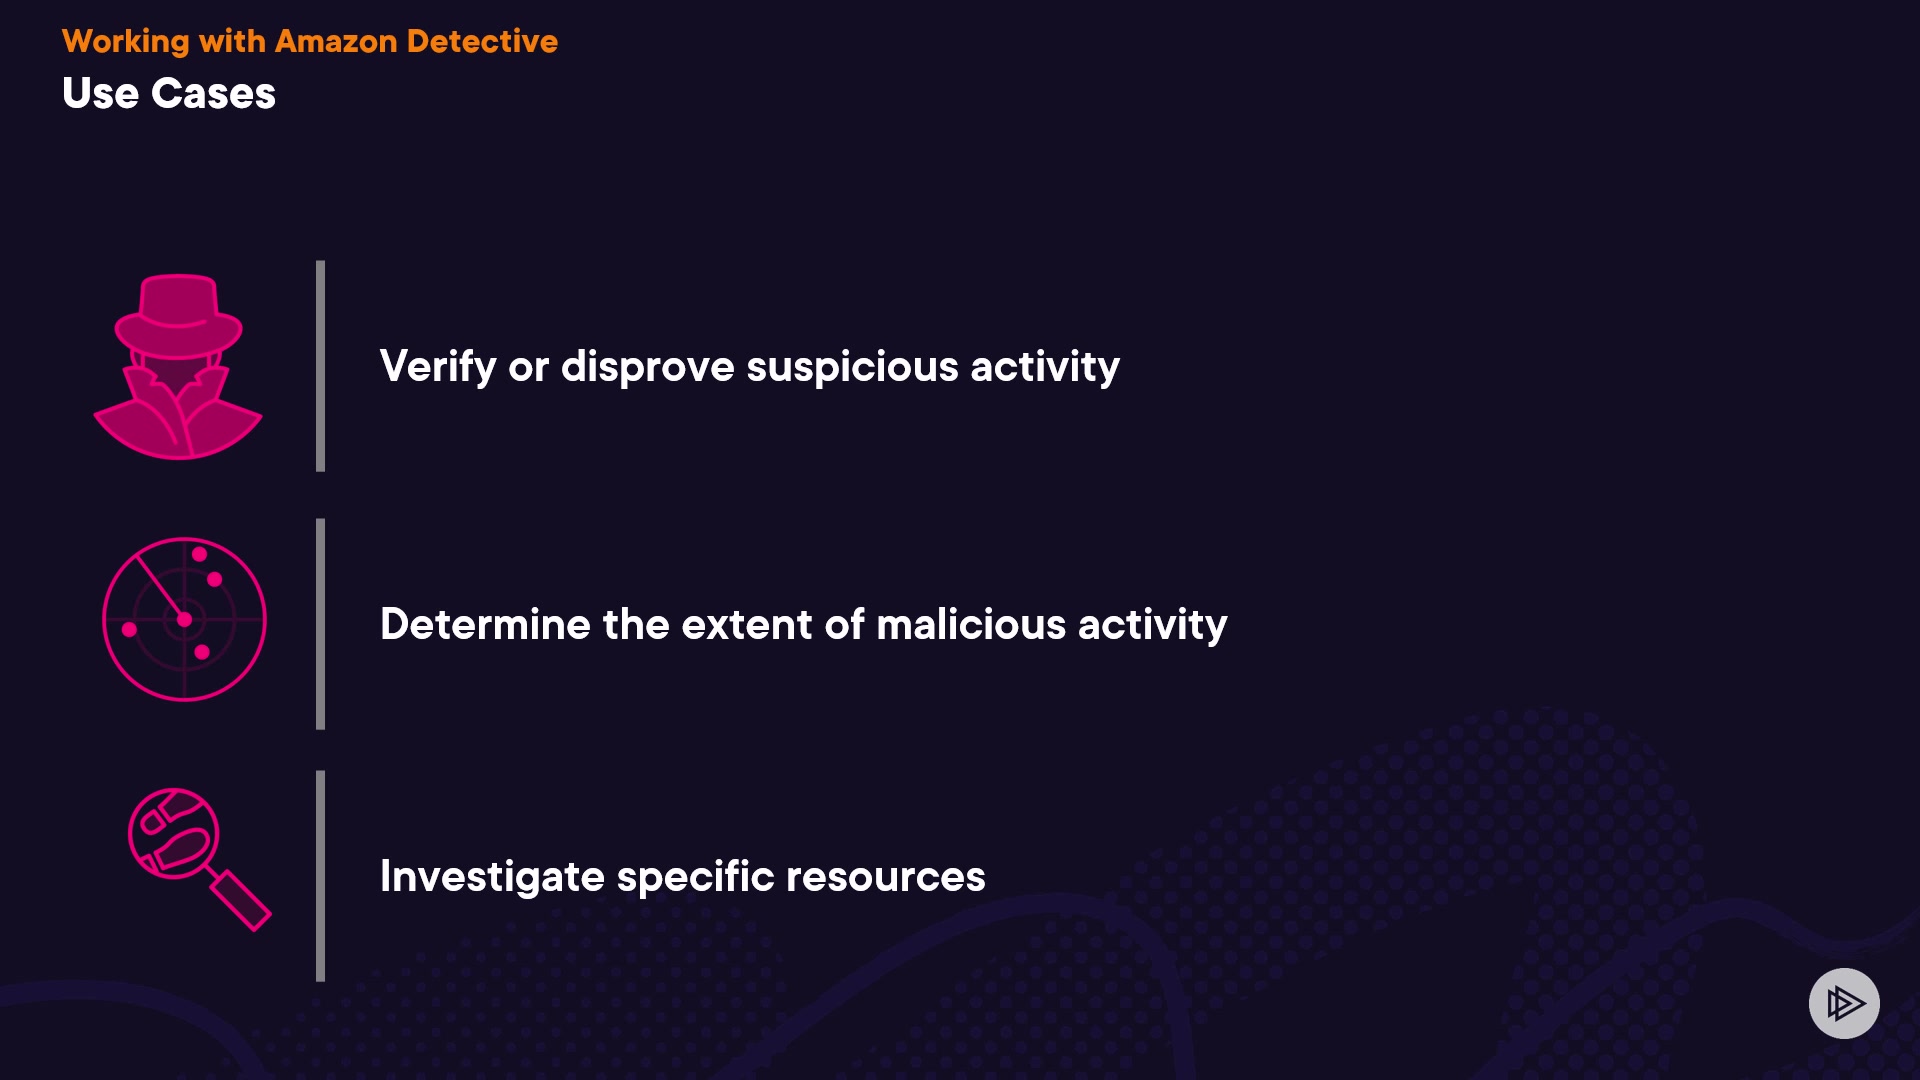 Working with Amazon Detective
Use Cases
Verify or disprove suspicious activity
Determine the extent of malicious activity
Investigate specific resources